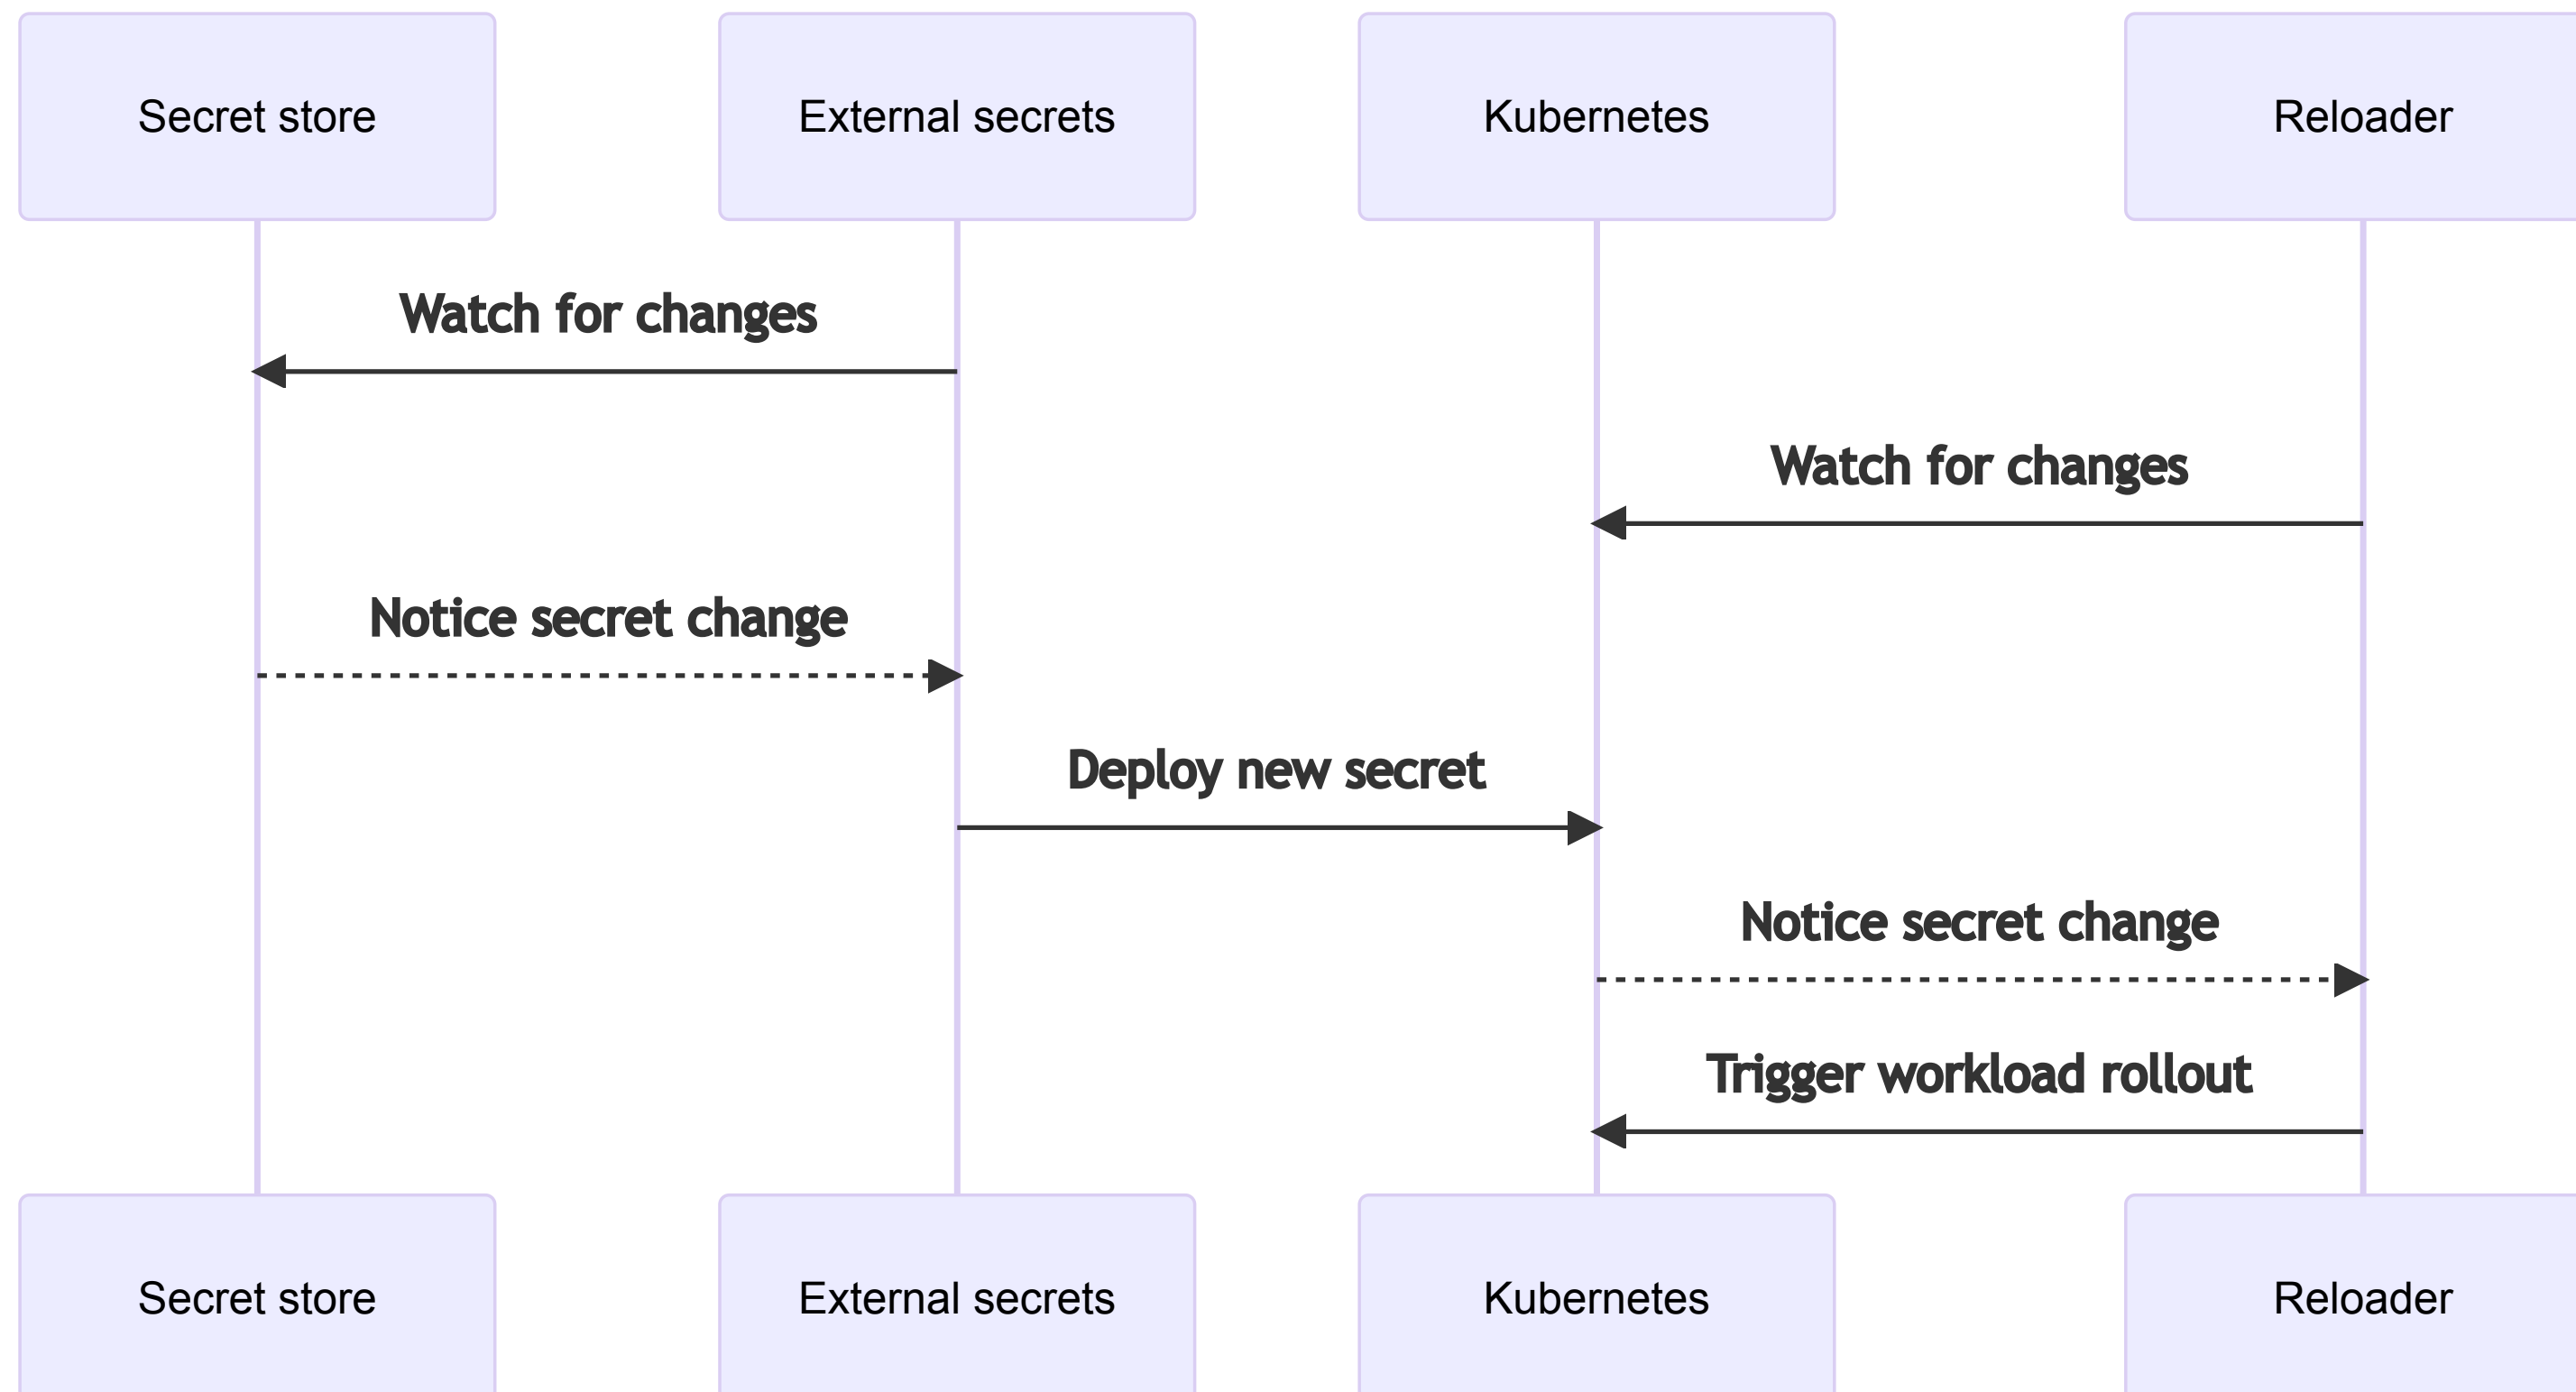 Secret store
External secrets
Kubernetes
Reloader
Watch for changes
Watch for changes
Notice secret change
Deploy new secret
Notice secret change
Trigger workload rollout
Secret store
External secrets
Kubernetes
Reloader